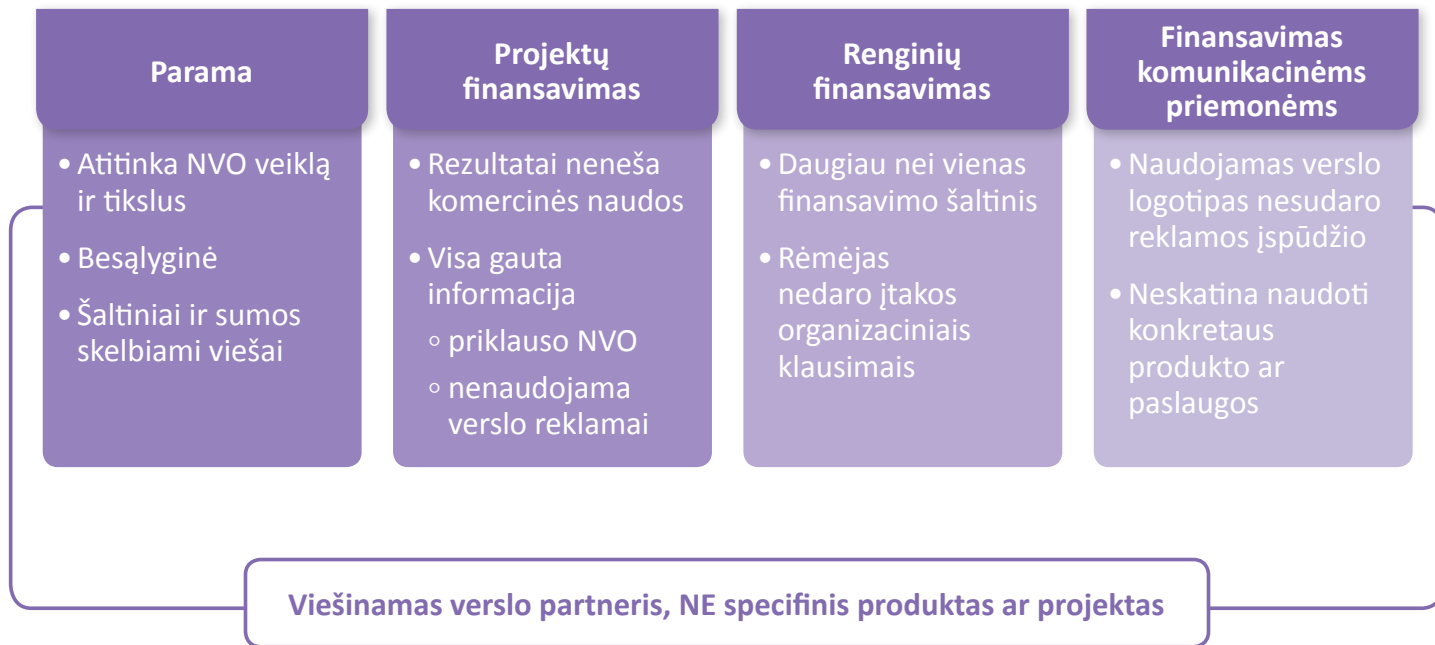 Parama
• Atitinka NVO veiklą
ir tikslus
• Besąlyginė
• Šaltiniai ir sumos
skelbiami viešai
Projektų
finansavimas
• Rezultatai neneša
komercinės naudos
• Visa gauta
informacija
◦ priklauso NVO
◦ nenaudojama
verslo reklamai
Renginių
finansavimas
• Daugiau nei vienas
finansavimo šaltinis
• Rėmėjas
nedaro įtakos
organizaciniais
klausimais
Finansavimas
komunikacinėms
priemonėms
• Naudojamas verslo
logotipas nesudaro
reklamos įspūdžio
• Neskatina naudoti
konkretaus
produkto ar
paslaugos
Viešinamas verslo partneris, NE specifinis produktas ar projektas